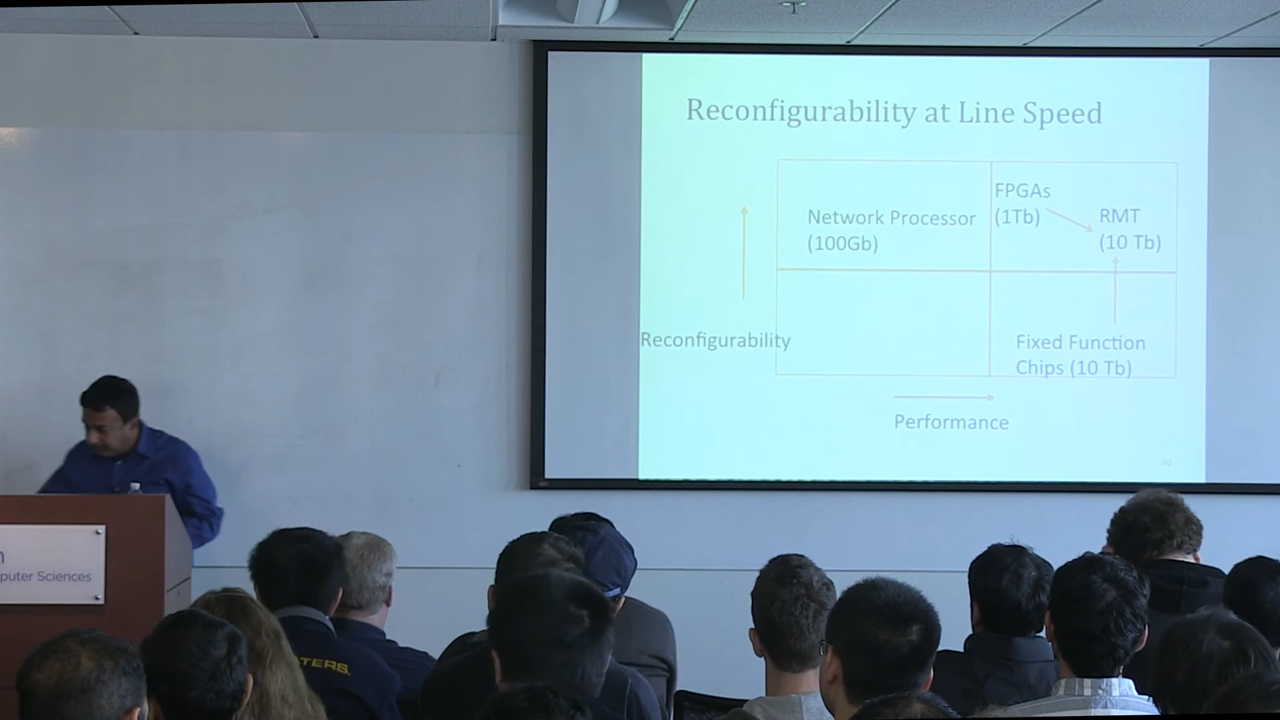 Reconfigurability at Line Speed
FPGAs
(1Tb)
Network Processor
(100Gb)
RMT
(10 Tb)
Reconfigurability
Fixed Function
Chips (10 Tb)
Performance
puter Sciences
TERS.